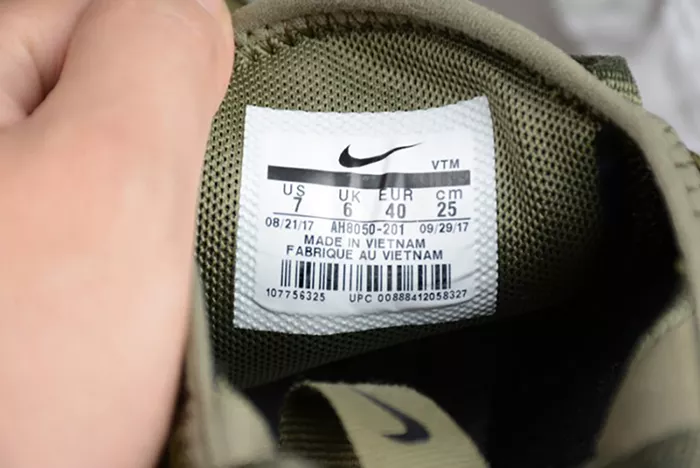 VTM
US UK EUR cm
7 6 40 25
08/21/17 AH8050-201 09/29/17
MADE IN VIETNAM
FABRIQUE AU VIETNAM
107756325 UPC 00888412058327